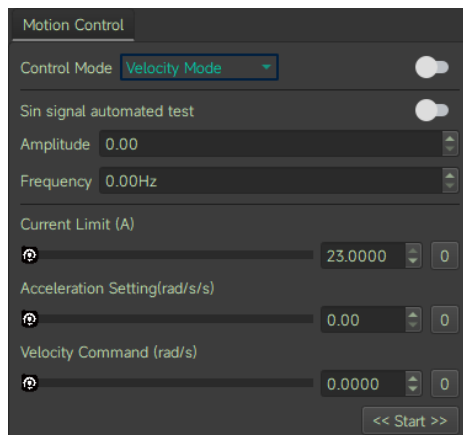 Motion Control
Control Mode Velocity Mode
Sin signal automated test
Amplitude 0.00
Frequency 0.00Hz
Current Limit (A)
23.0000 0
Acceleration Setting(rad/s/s)
0.00 0
Velocity Command (rad/s)
0.0000 0
<< Start >>